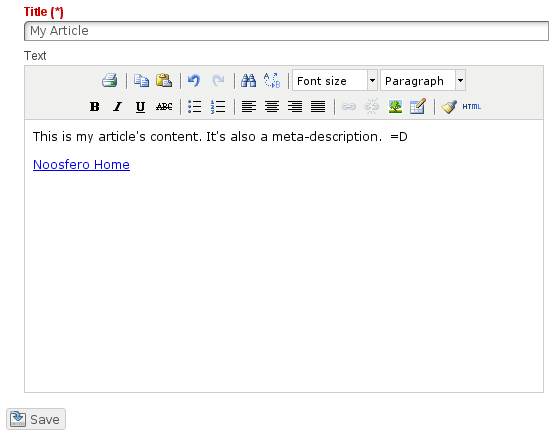 Title (*)
My Article
Text
Font size Paragraph
B I U ABC HTML
This is my article's content. It's also a meta-description. =D
Noosfero Home
Save